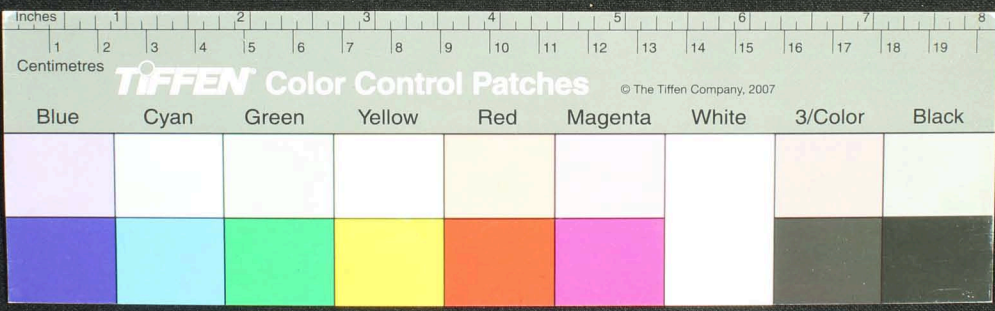 Inches 1 2 3 4 5 6 7 8
1 2 3 4 5 6 7 8 9 10 11 12 13 14 15 16 17 18 19
Centimetres
TIFFEN Color Control Patches © The Tiffen Company, 2007
Blue Cyan Green Yellow Red Magenta White 3/Color Black